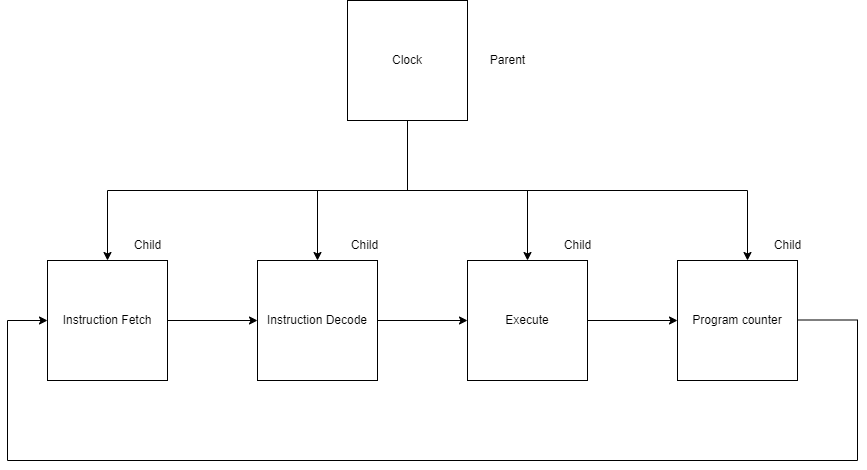 Clock
Parent
Child
Child
Child
Child
Instruction Fetch
Instruction Decode
Execute
Program counter